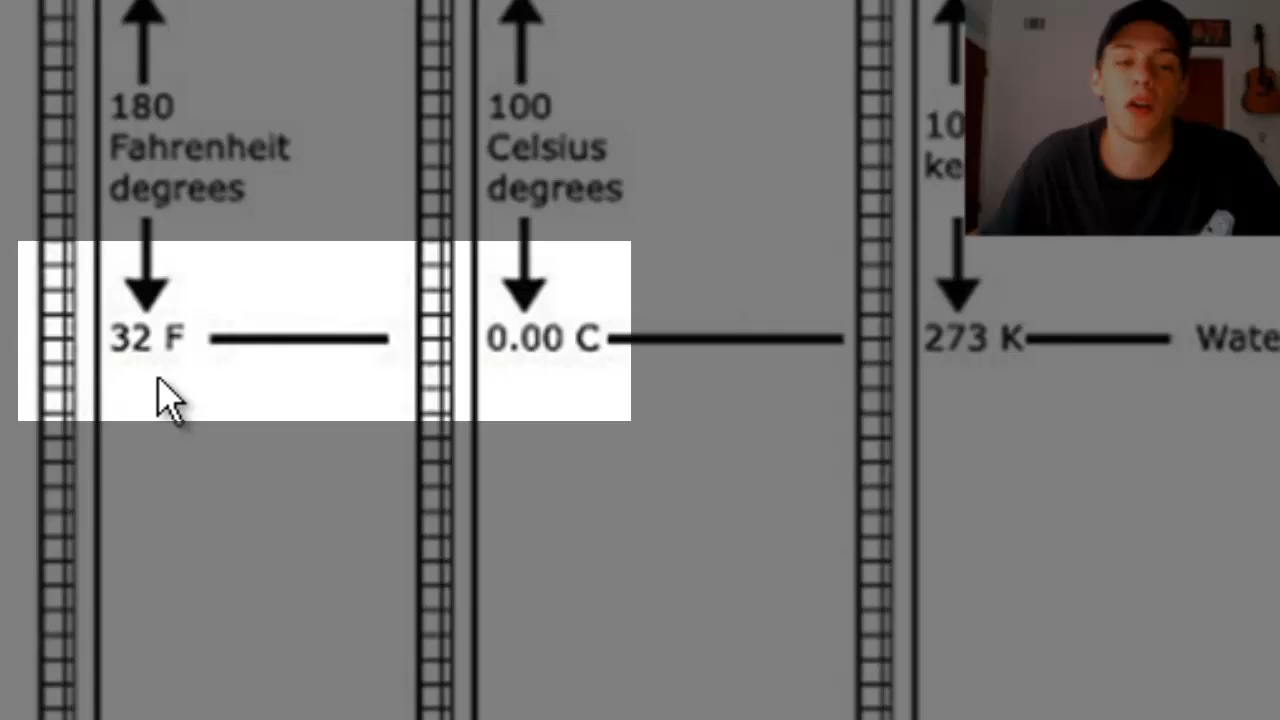 180
Fahrenheit
degrees
100
Celsius
degrees
32 F
0.00 C
273 K